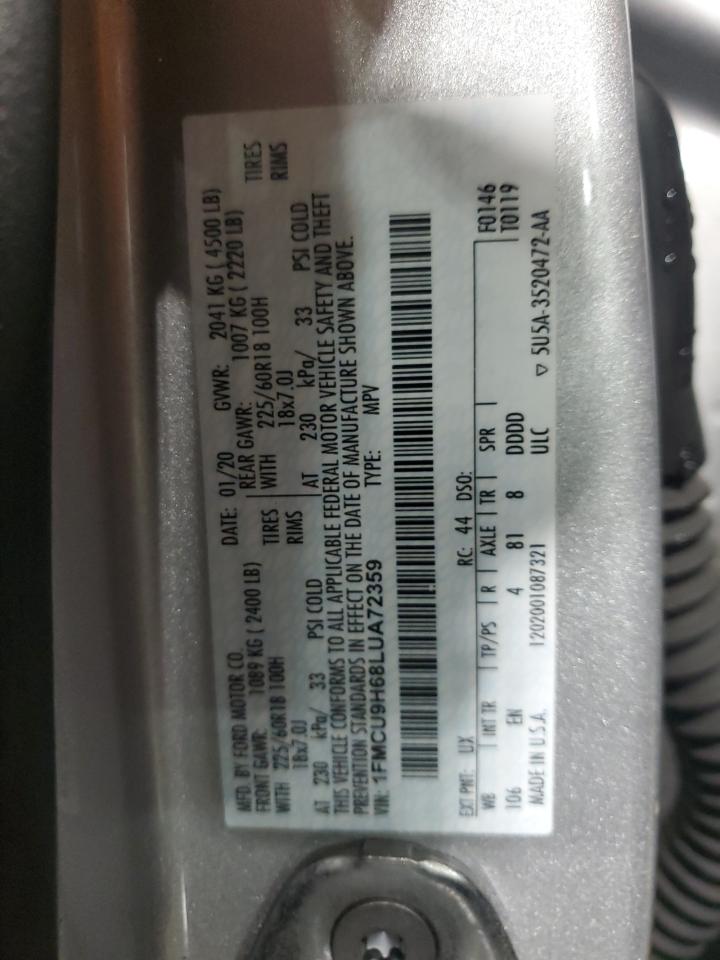 MFD. BY FORD MOTOR CO. DATE: 01/20 GVWR: 2041 KG ( 4500 LB)
FRONT GAWR: 1089 KG ( 2400 LB) REAR GAWR: 1007 KG ( 2220 LB)
WITH 225/60R18 100H TIRES WITH 225/60R18 100H TIRES
18x7.0J RIMS 18x7.0J RIMS
AT 230 kPa/ 33 PSI COLD AT 230 kPa/ 33 PSI COLD
THIS VEHICLE CONFORMS TO ALL APPLICABLE FEDERAL MOTOR VEHICLE SAFETY AND THEFT
PREVENTION STANDARDS IN EFFECT ON THE DATE OF MANUFACTURE SHOWN ABOVE.
VIN: 1FMCU9H68LUA72359 TYPE: MPV
EXT PNT: UX RC: 44 DSO: F0146
WB INT TR TP/PS R AXLE TR SPR T0119
106 EN 4 81 8 DDDD
MADE IN U.S.A. 1202001087321 ULC ▽ 5U5A-3520472-AA